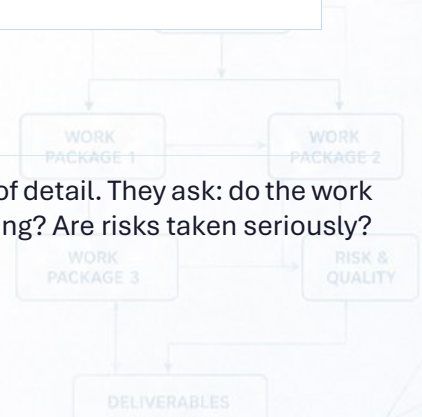 WORK WORK
PACKAGE 1 PACKAGE 2
of detail. They ask: do the work
ng? Are risks taken seriously?
WORK RISK &
PACKAGE 3 QUALITY
DELIVERABLES